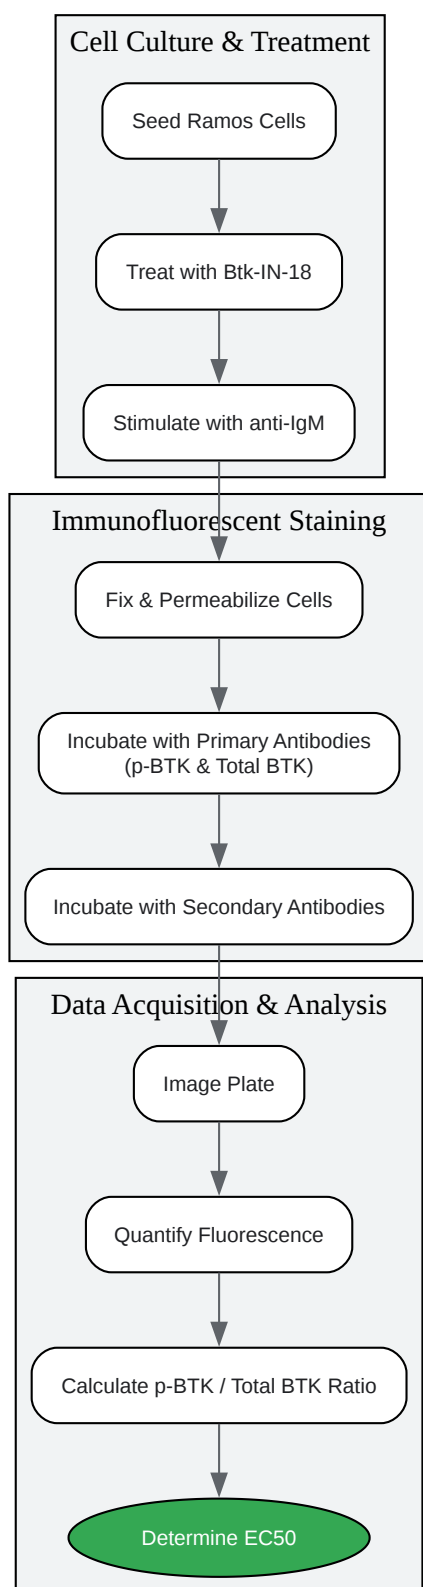 Cell Culture & Treatment
Seed Ramos Cells
Treat with Btk-IN-18
Stimulate with anti-IgM
Immunofluorescent Staining
Fix & Permeabilize Cells
Incubate with Primary Antibodies
(p-BTK & Total BTK)
Incubate with Secondary Antibodies
Data Acquisition & Analysis
Image Plate
Quantify Fluorescence
Calculate p-BTK / Total BTK Ratio
Determine EC50